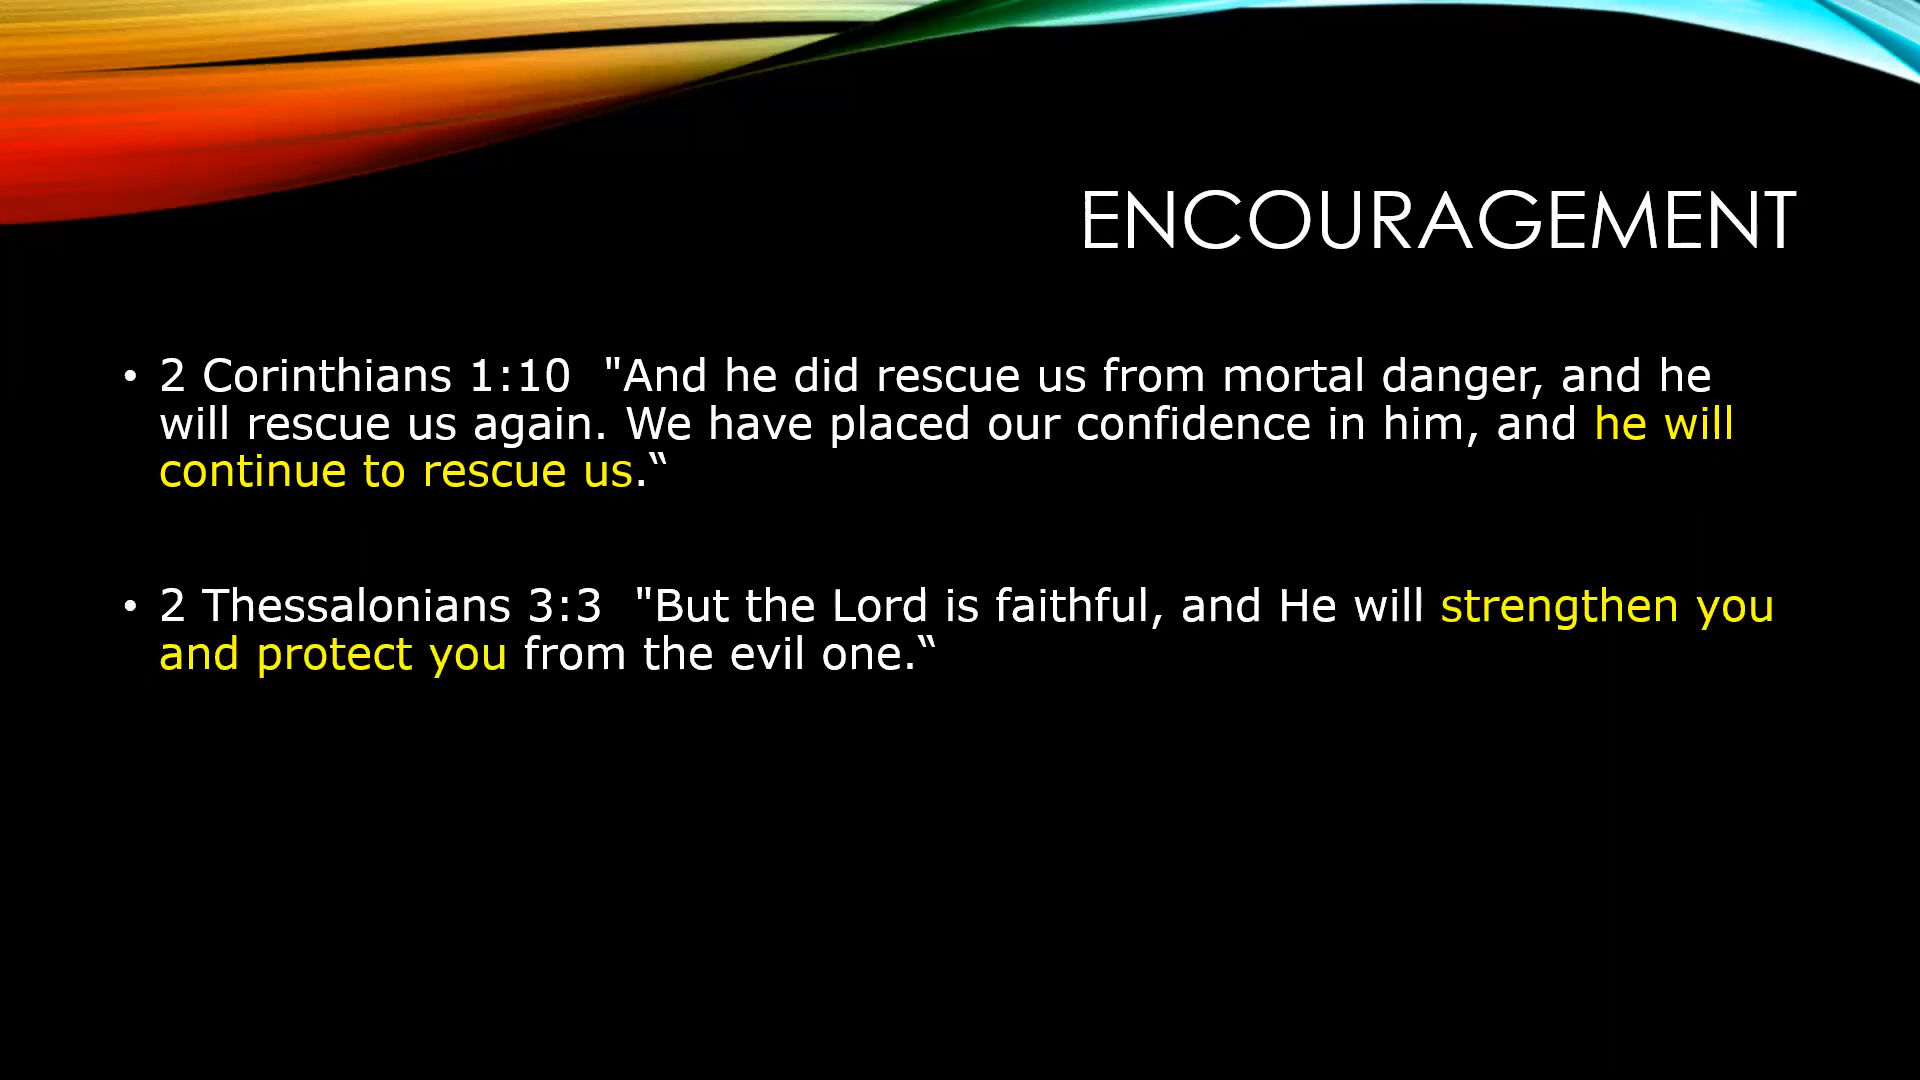 ENCOURAGEMENT
• 2 Corinthians 1:10  "And he did rescue us from mortal danger, and he
will rescue us again. We have placed our confidence in him, and he will
continue to rescue us.“
• 2 Thessalonians 3:3  "But the Lord is faithful, and He will strengthen you
and protect you from the evil one.“